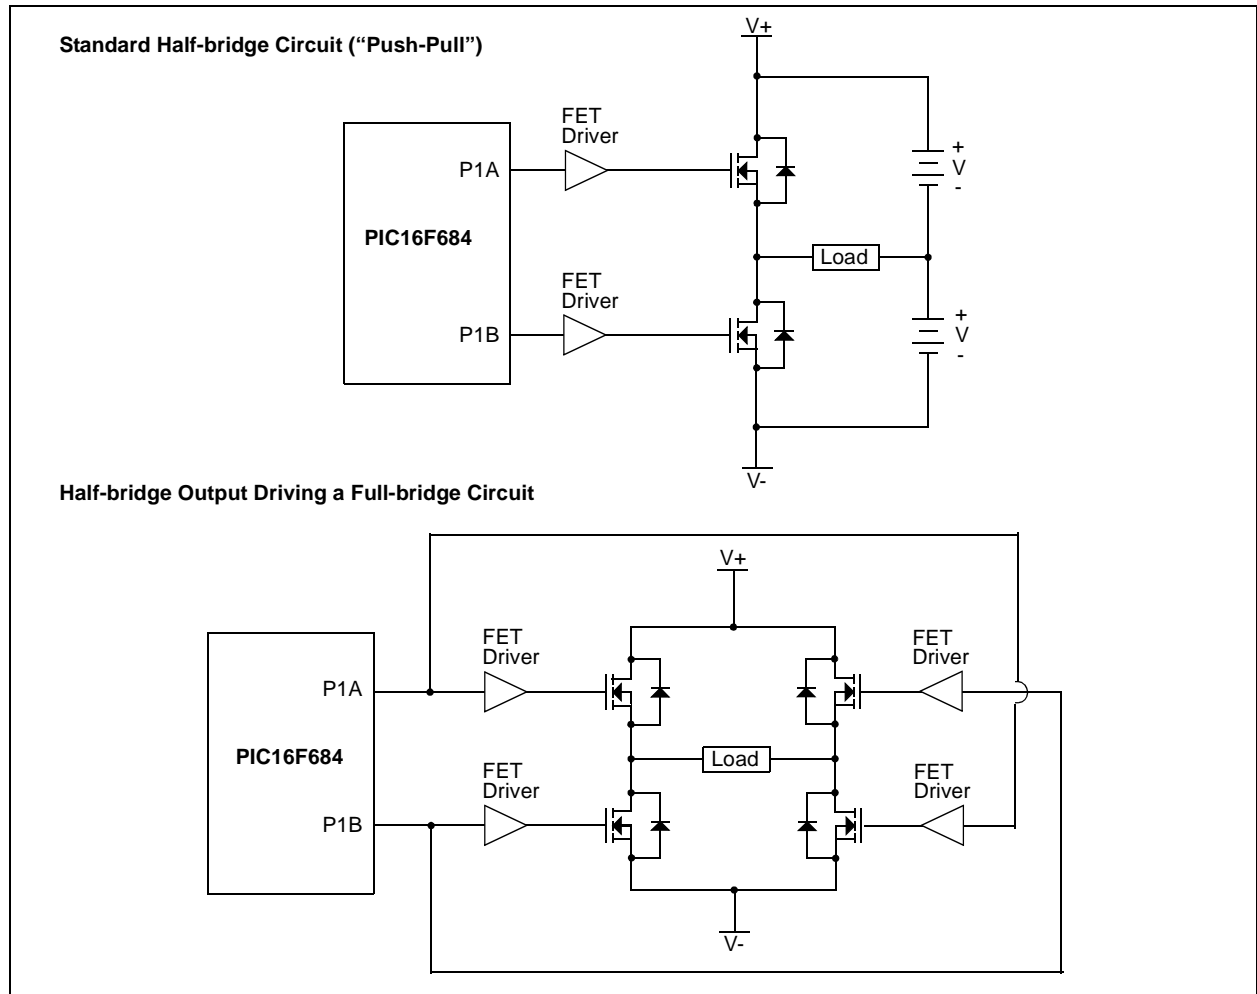 Standard Half-bridge Circuit (“Push-Pull”)
V+
FET
Driver
P1A
+
V
-
PIC16F684
Load
FET
Driver
P1B
+
V
-
V-
Half-bridge Output Driving a Full-bridge Circuit
V+
FET
Driver
FET
Driver
P1A
PIC16F684
Load
FET
Driver
FET
Driver
P1B
V-